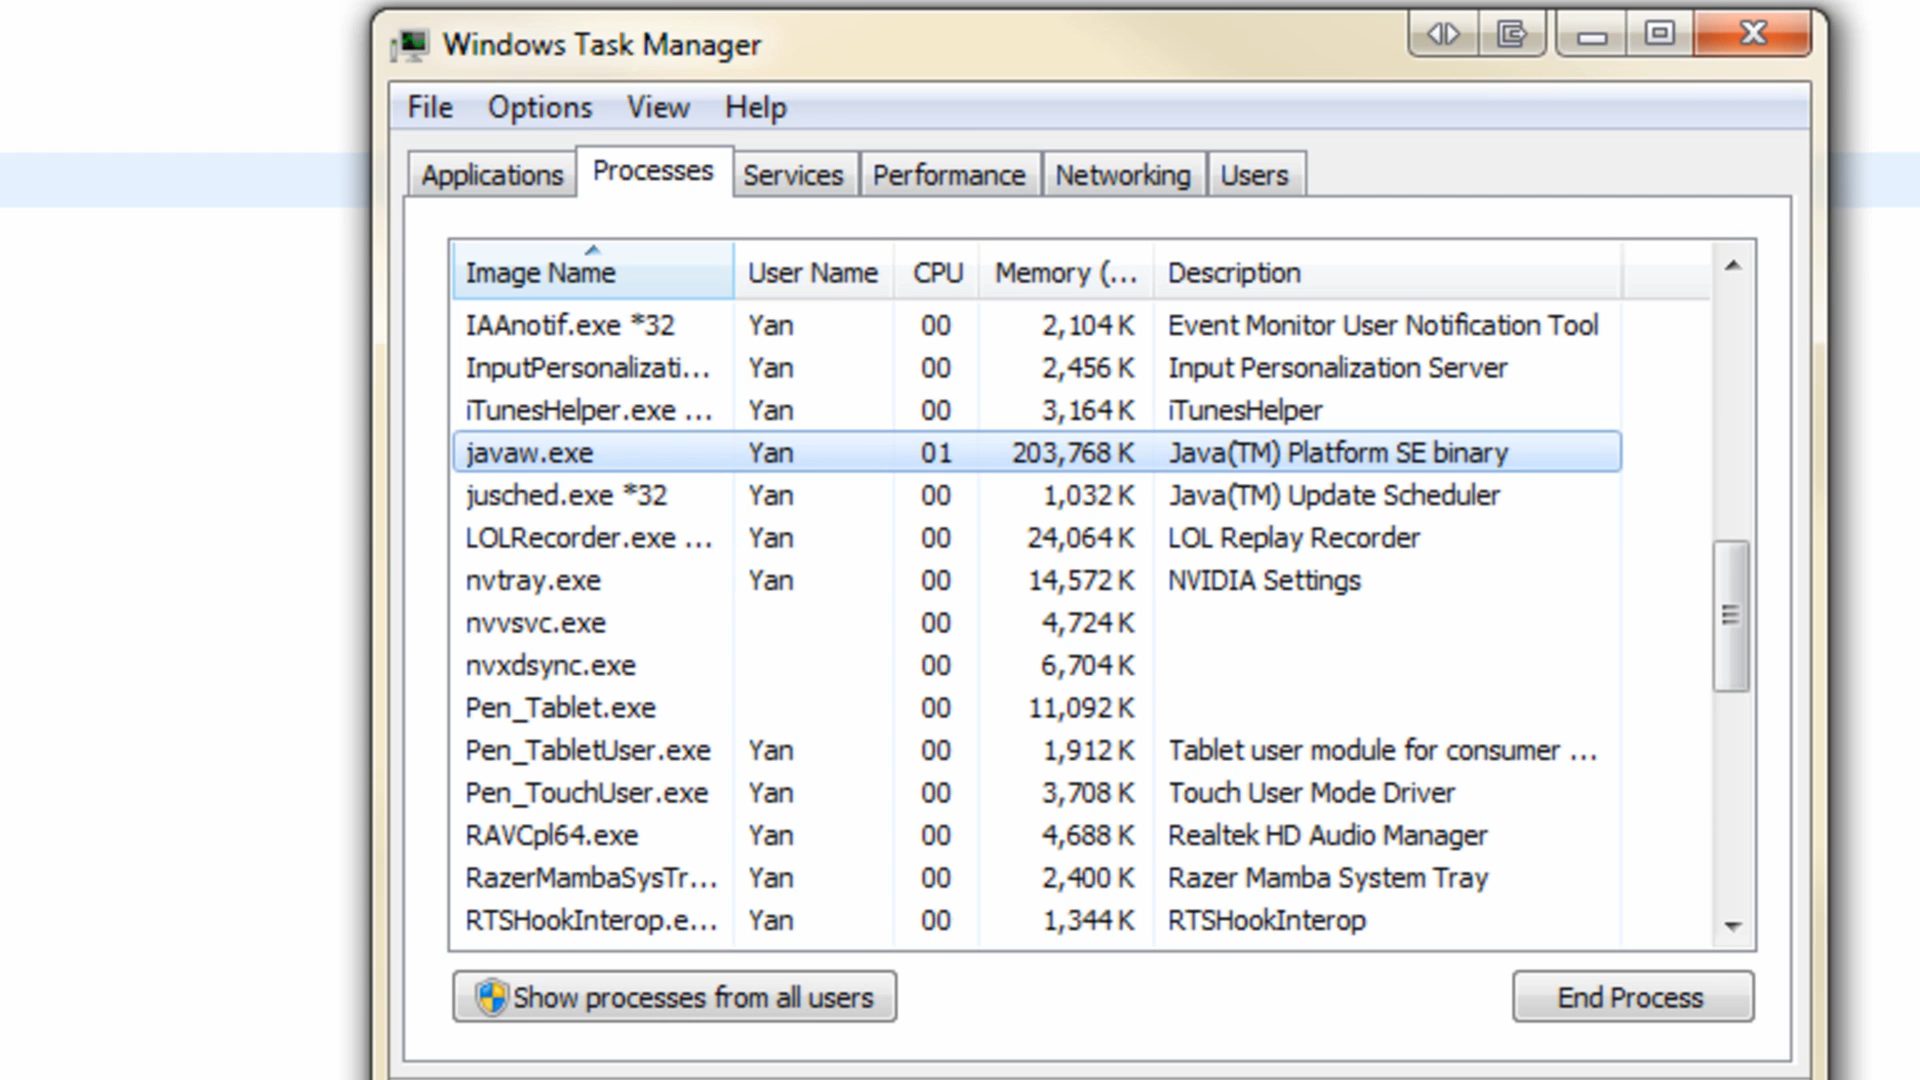 Windows Task Manager
File Options View Help
Applications Processes Services Performance Networking Users
Image Name User Name CPU Memory (... Description
IAAnotif.exe *32 Yan 00 2,104 K Event Monitor User Notification Tool
InputPersonalizati... Yan 00 2,456 K Input Personalization Server
iTunesHelper.exe ... Yan 00 3,164 K iTunesHelper
javaw.exe Yan 01 203,768 K Java(TM) Platform SE binary
jusched.exe *32 Yan 00 1,032 K Java(TM) Update Scheduler
LOLRecorder.exe ... Yan 00 24,064 K LOL Replay Recorder
nvtray.exe Yan 00 14,572 K NVIDIA Settings
nvvsvc.exe 00 4,724 K
nvxdsync.exe 00 6,704 K
Pen_Tablet.exe 00 11,092 K
Pen_TabletUser.exe Yan 00 1,912 K Tablet user module for consumer ...
Pen_TouchUser.exe Yan 00 3,708 K Touch User Mode Driver
RAVCpl64.exe Yan 00 4,688 K Realtek HD Audio Manager
RazerMambaSysTr... Yan 00 2,400 K Razer Mamba System Tray
RTSHookInterop.e... Yan 00 1,344 K RTSHookInterop
Show processes from all users End Process